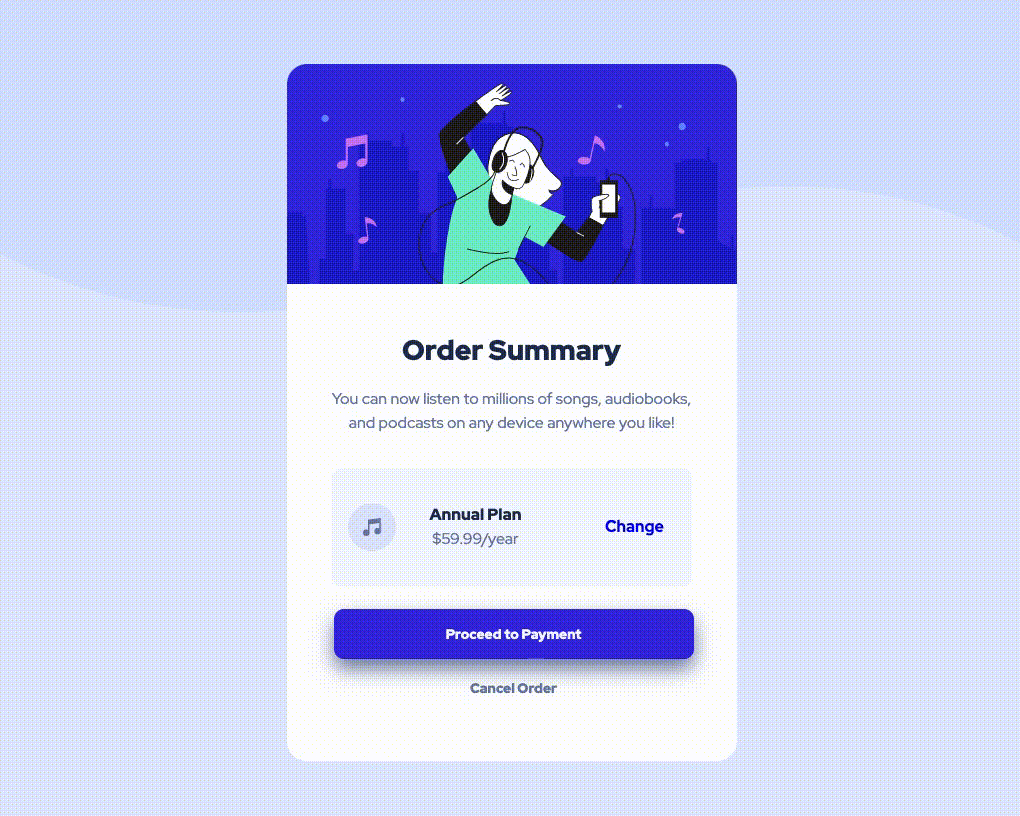 Order Summary
You can now listen to millions of songs, audiobooks,
and podcasts on any device anywhere you like!
Annual Plan
$59.99/year
Change
Proceed to Payment
Cancel Order